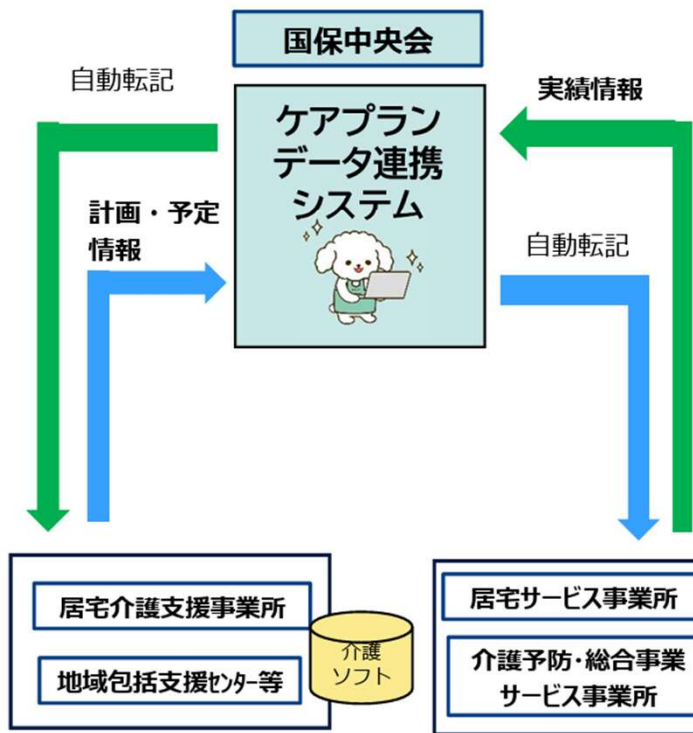 国保中央会
自動転記
実績情報
ケアプラン
データ連携
システム
計画・予定
情報
自動転記
居宅介護支援事業所
地域包括支援ｾﾝﾀｰ等
介護
ソフト
居宅サービス事業所
介護予防・総合事業
サービス事業所